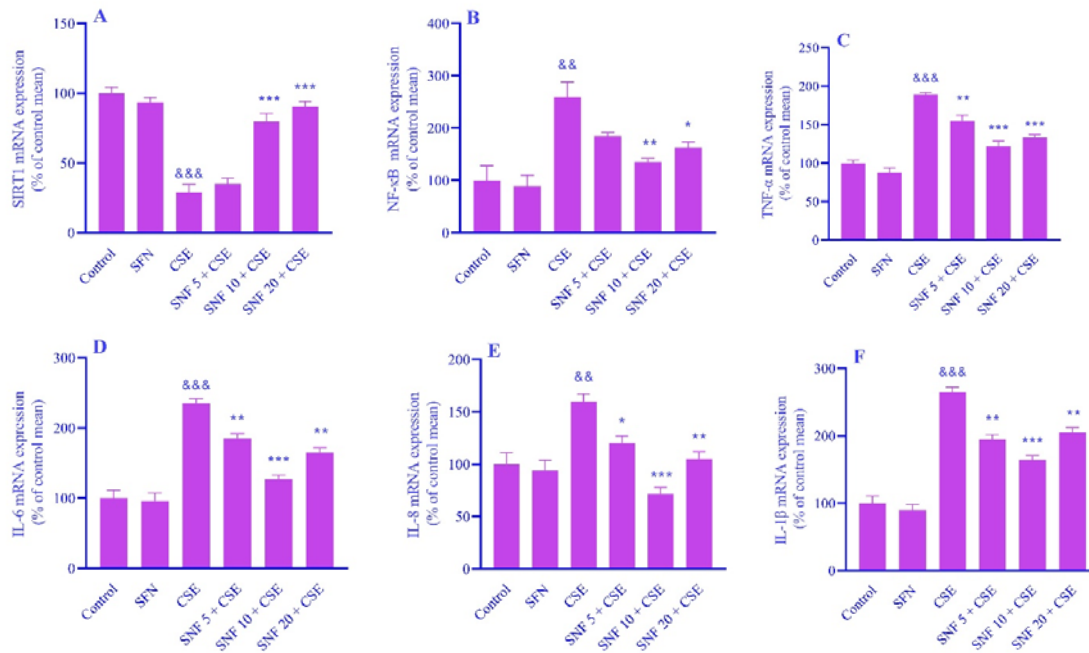 A
SIRT1 mRNA expression
(% of control mean)
150
100
50
0
&&&
***
***
Control
SFN
CSE
SNF 5 + CSE
SNF 10 + CSE
SNF 20 + CSE
B
NF-κB mRNA expression
(% of control mean)
400
300
200
100
0
&&
**
*
Control
SFN
CSE
SNF 5 + CSE
SNF 10 + CSE
SNF 20 + CSE
C
TNF-α mRNA expression
(% of control mean)
250
200
150
100
50
0
&&&
**
***
***
Control
SFN
CSE
SNF 5 + CSE
SNF 10 + CSE
SNF 20 + CSE
D
IL-6 mRNA expression
(% of control mean)
300
200
100
0
&&&
**
***
**
Control
SFN
CSE
SNF 5 + CSE
SNF 10 + CSE
SNF 20 + CSE
E
IL-8 mRNA expression
(% of control mean)
200
150
100
50
0
&&
*
***
**
Control
SFN
CSE
SNF 5 + CSE
SNF 10 + CSE
SNF 20 + CSE
F
IL-1β mRNA expression
(% of control mean)
300
200
100
0
&&&
**
***
**
Control
SFN
CSE
SNF 5 + CSE
SNF 10 + CSE
SNF 20 + CSE